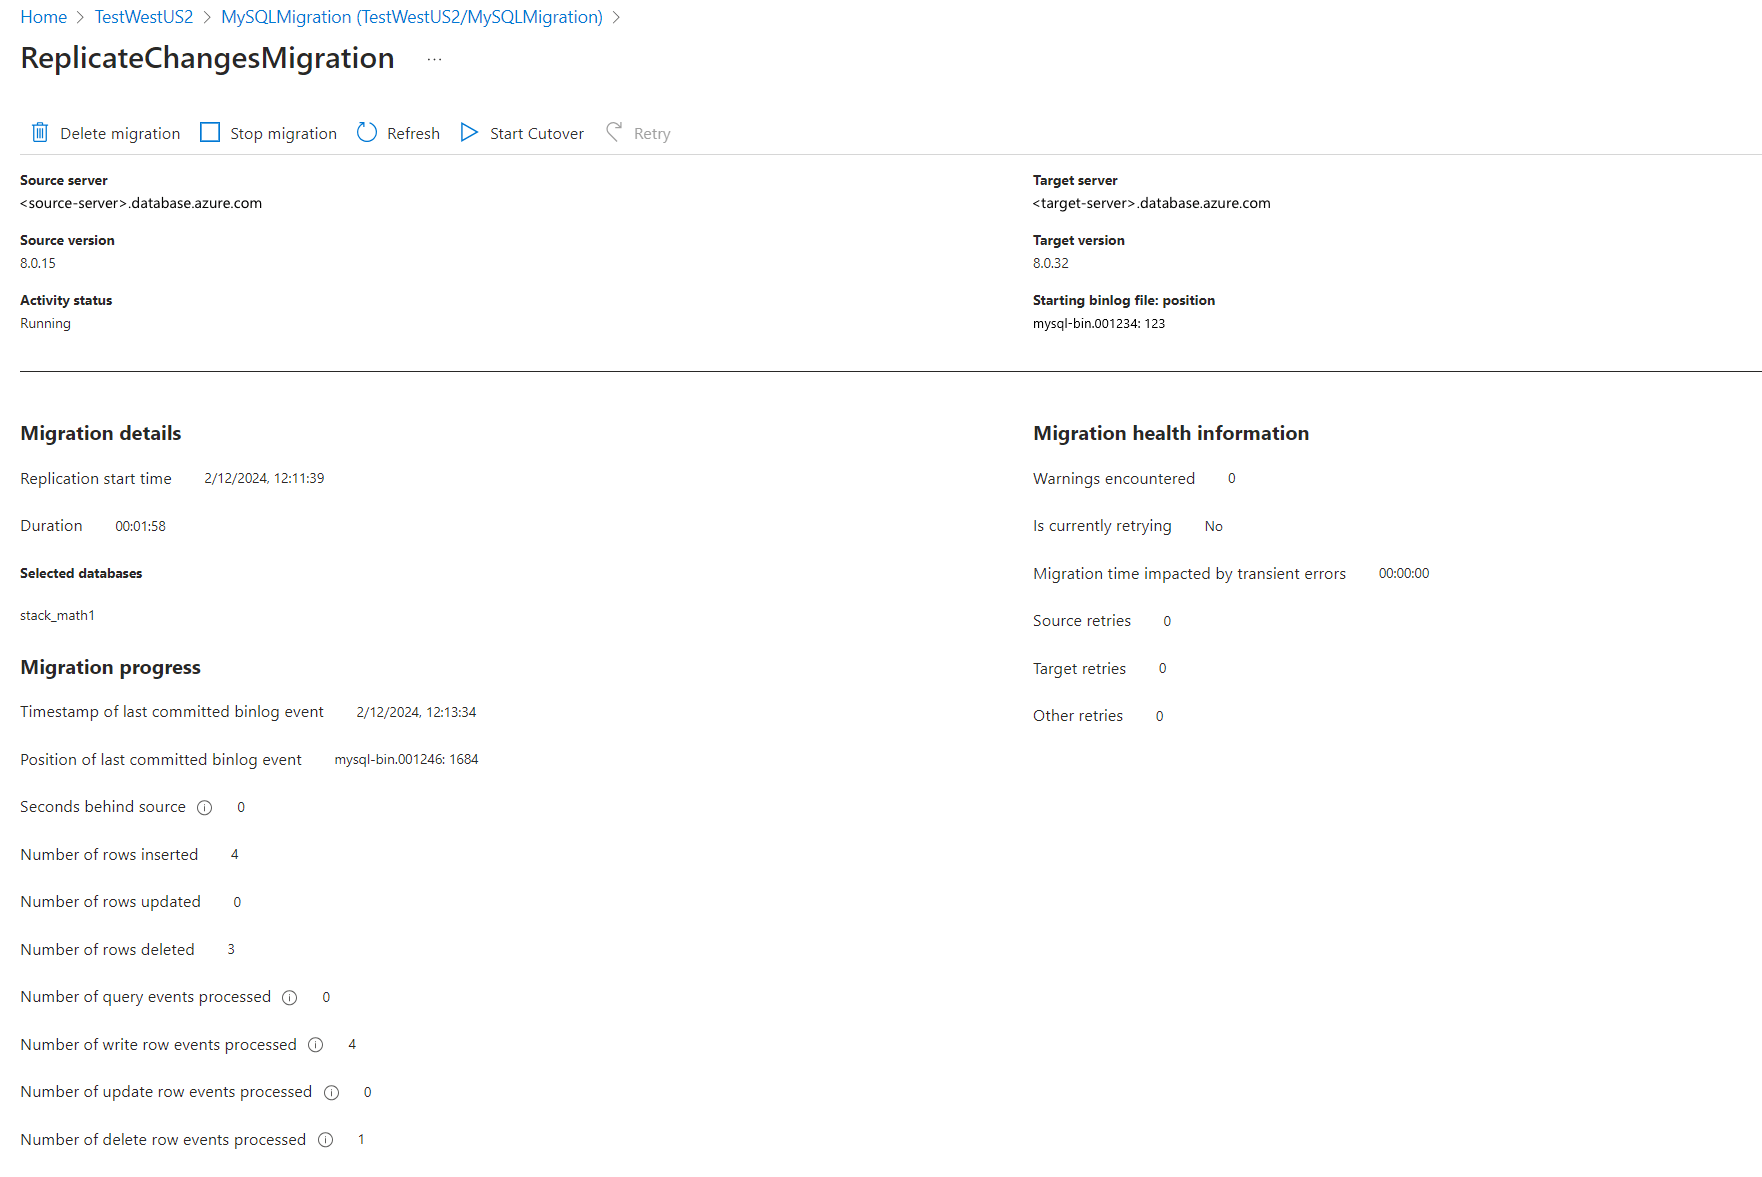 Home > TestWestUS2 > MySQLMigration (TestWestUS2/MySQLMigration) >
ReplicateChangesMigration ...
Delete migration Stop migration Refresh Start Cutover Retry
Source server
<source-server>.database.azure.com
Source version
8.0.15
Activity status
Running
Target server
<target-server>.database.azure.com
Target version
8.0.32
Starting binlog file: position
mysql-bin.001234: 123
Migration details
Replication start time 2/12/2024, 12:11:39
Duration 00:01:58
Selected databases
stack_math1
Migration progress
Timestamp of last committed binlog event 2/12/2024, 12:13:34
Position of last committed binlog event mysql-bin.001246: 1684
Seconds behind source 0
Number of rows inserted 4
Number of rows updated 0
Number of rows deleted 3
Number of query events processed 0
Number of write row events processed 4
Number of update row events processed 0
Number of delete row events processed 1
Migration health information
Warnings encountered 0
Is currently retrying No
Migration time impacted by transient errors 00:00:00
Source retries 0
Target retries 0
Other retries 0